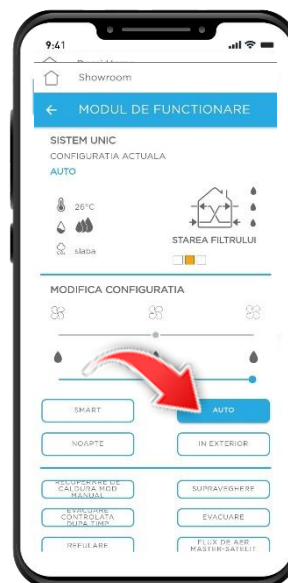 9:41
Showroom
← MODUL DE FUNCTIONARE
SISTEM UNIC
CONFIGURATIA ACTUALA
AUTO
26°C
slaba
STAREA FILTRULUI
MODIFICA CONFIGURATIA
SMART
AUTO
NOAPTE
IN EXTERIOR
RECUPERARE DE
CALDURA MOD
MANUAL
SUPRAVEGHERE
EVACUARE
CONTROLATA
DUPA TIMP
EVACUARE
REFULARE
FLUX DE AER
MASTER-SATELIT